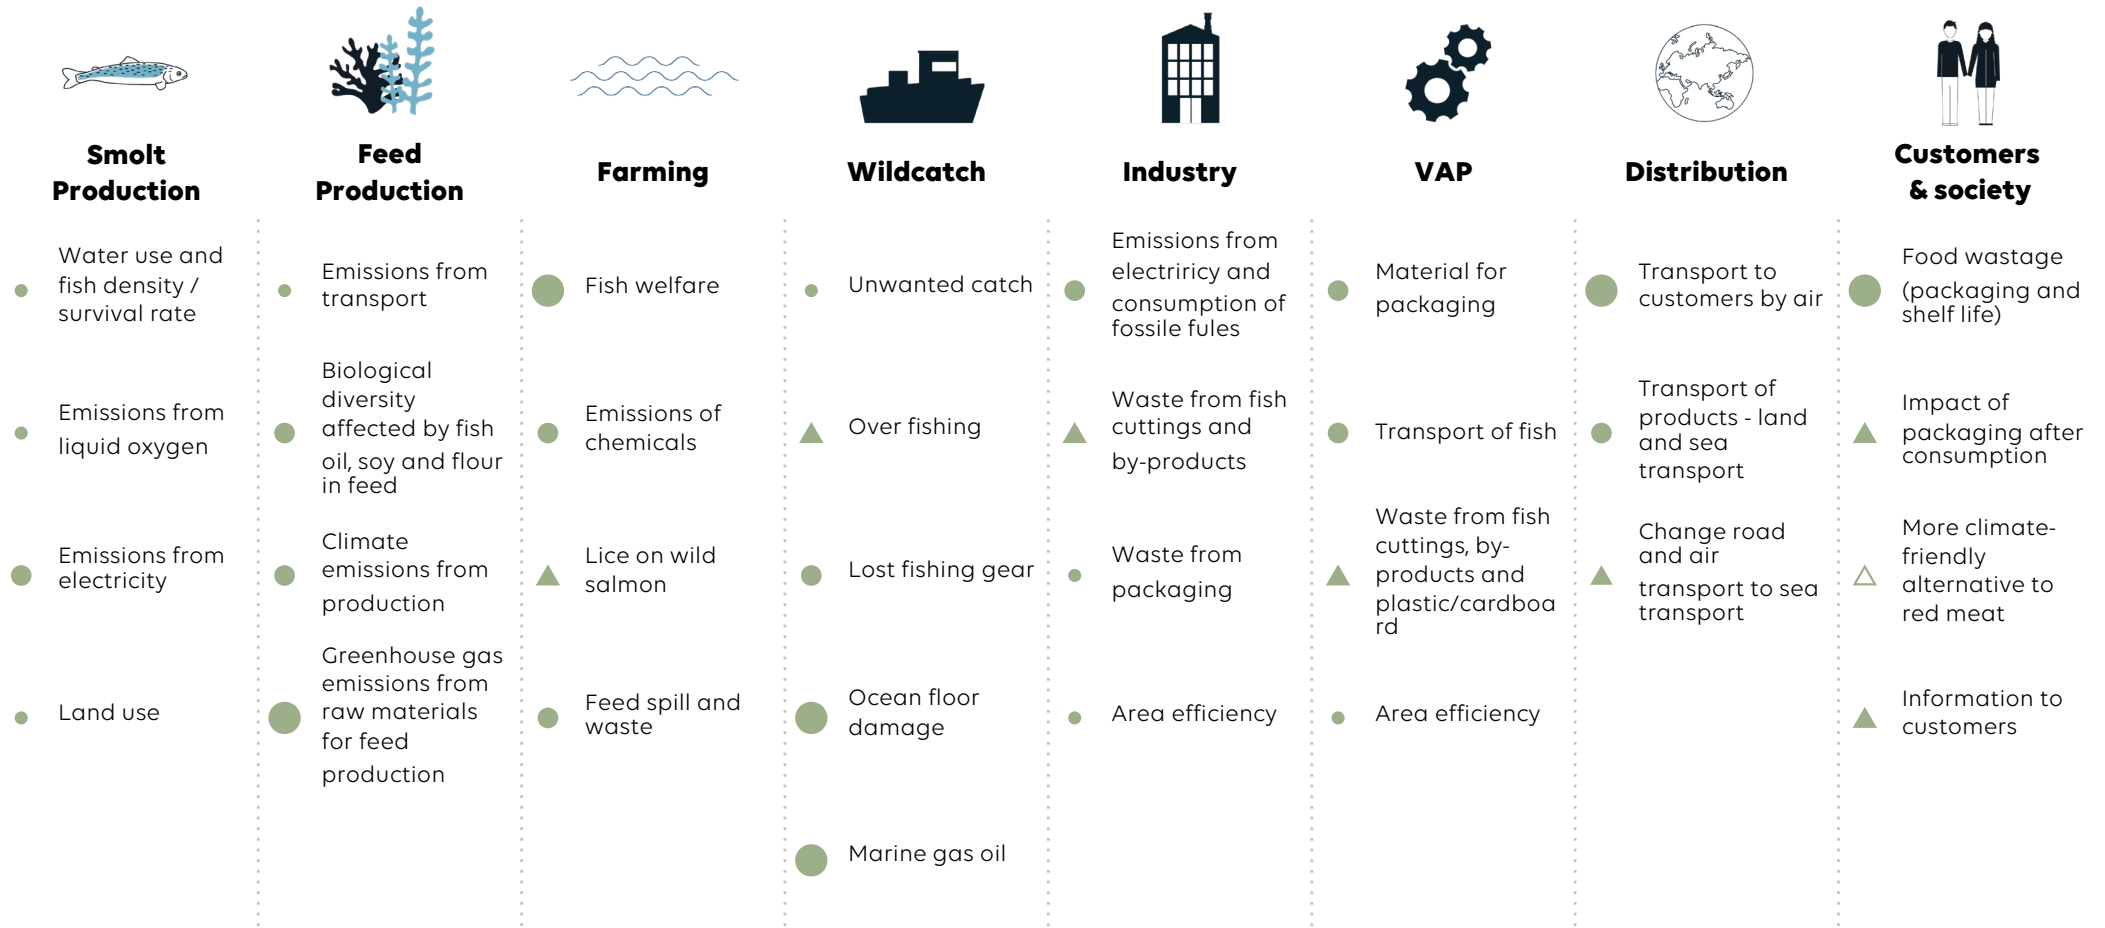 Smolt
Production
Water use and
fish density /
survival rate
Emissions from
liquid oxygen
Emissions from
electricity
Land use
Feed
Production
Emissions from
transport
Biological
diversity
affected by fish
oil, soy and flour
in feed
Climate
emissions from
production
Greenhouse gas
emissions from
raw materials
for feed
production
Farming
Fish welfare
Emissions of
chemicals
Lice on wild
salmon
Feed spill and
waste
Wildcatch
Unwanted catch
Over fishing
Lost fishing gear
Ocean floor
damage
Marine gas oil
Industry
Emissions from
electriricy and
consumption of
fossile fules
Waste from fish
cuttings and
by-products
Waste from
packaging
Area efficiency
VAP
Material for
packaging
Transport of fish
Waste from fish
cuttings, by-
products and
plastic/cardboa
rd
Area efficiency
Distribution
Transport to
customers by air
Transport of
products - land
and sea
transport
Change road
and air
transport to sea
transport
Customers
& society
Food wastage
(packaging and
shelf life)
Impact of
packaging after
consumption
More climate-
friendly
alternative to
red meat
Information to
customers